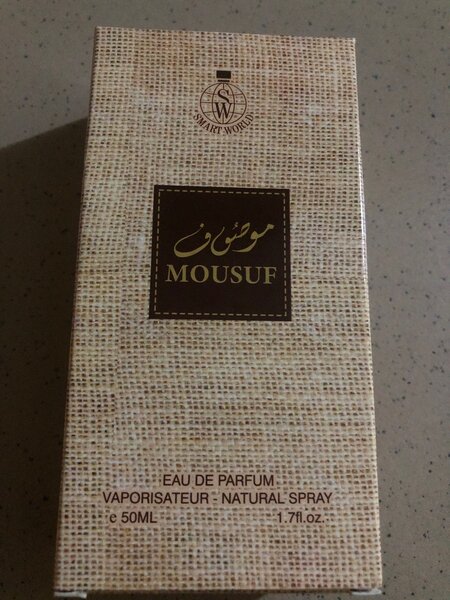 SW
SMART WORLD
موصوف
MOUSUF
EAU DE PARFUM
VAPORISATEUR - NATURAL SPRAY
e 50ML 1.7fl.oz.